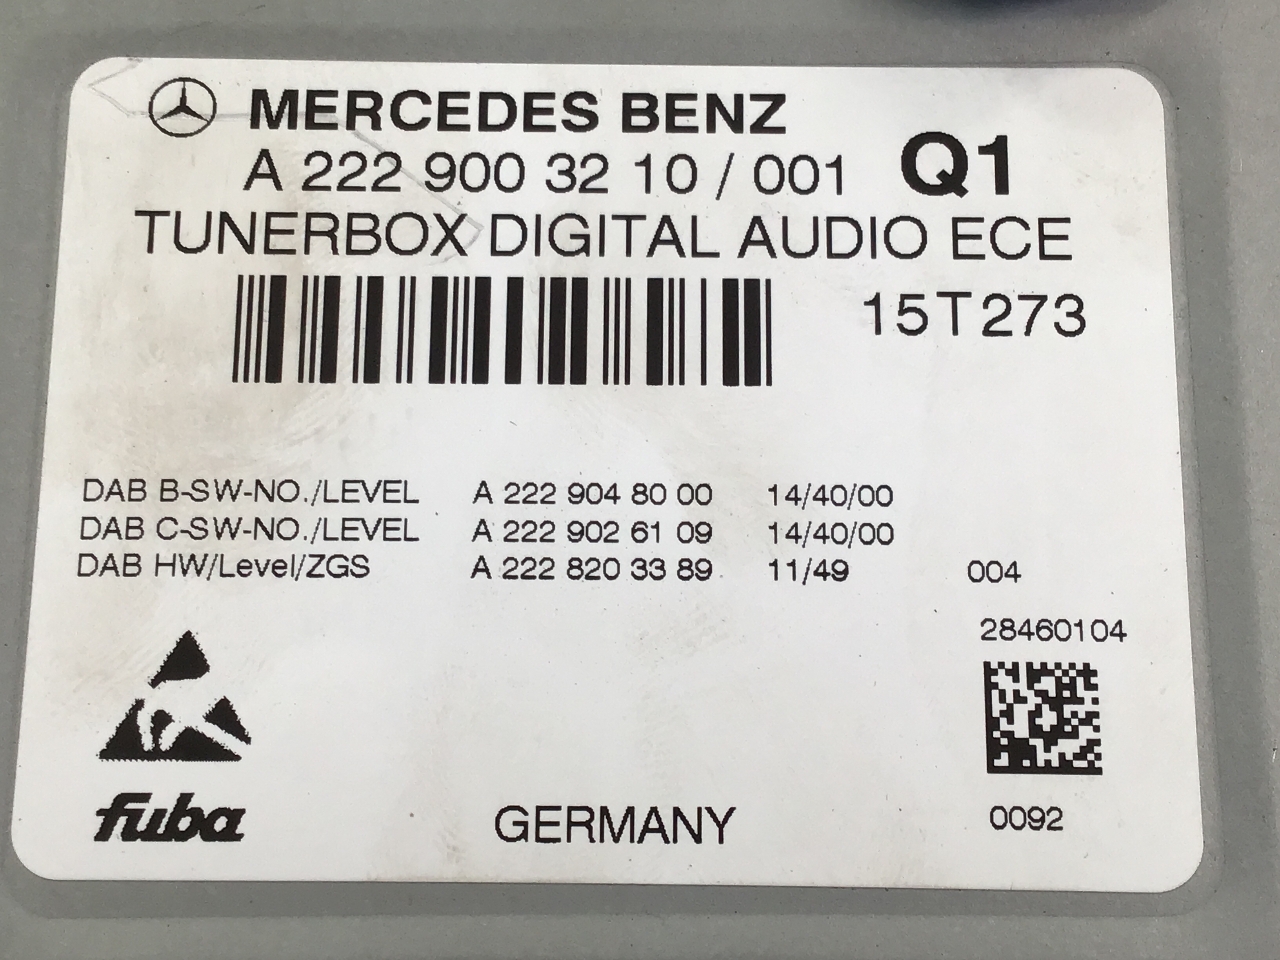 MERCEDES BENZ
A 222 900 32 10 / 001 Q1
TUNERBOX DIGITAL AUDIO ECE
15T273
DAB B-SW-NO./LEVEL A 222 904 80 00 14/40/00
DAB C-SW-NO./LEVEL A 222 902 61 09 14/40/00
DAB HW/Level/ZGS A 222 820 33 89 11/49 004
28460104
fuba GERMANY 0092